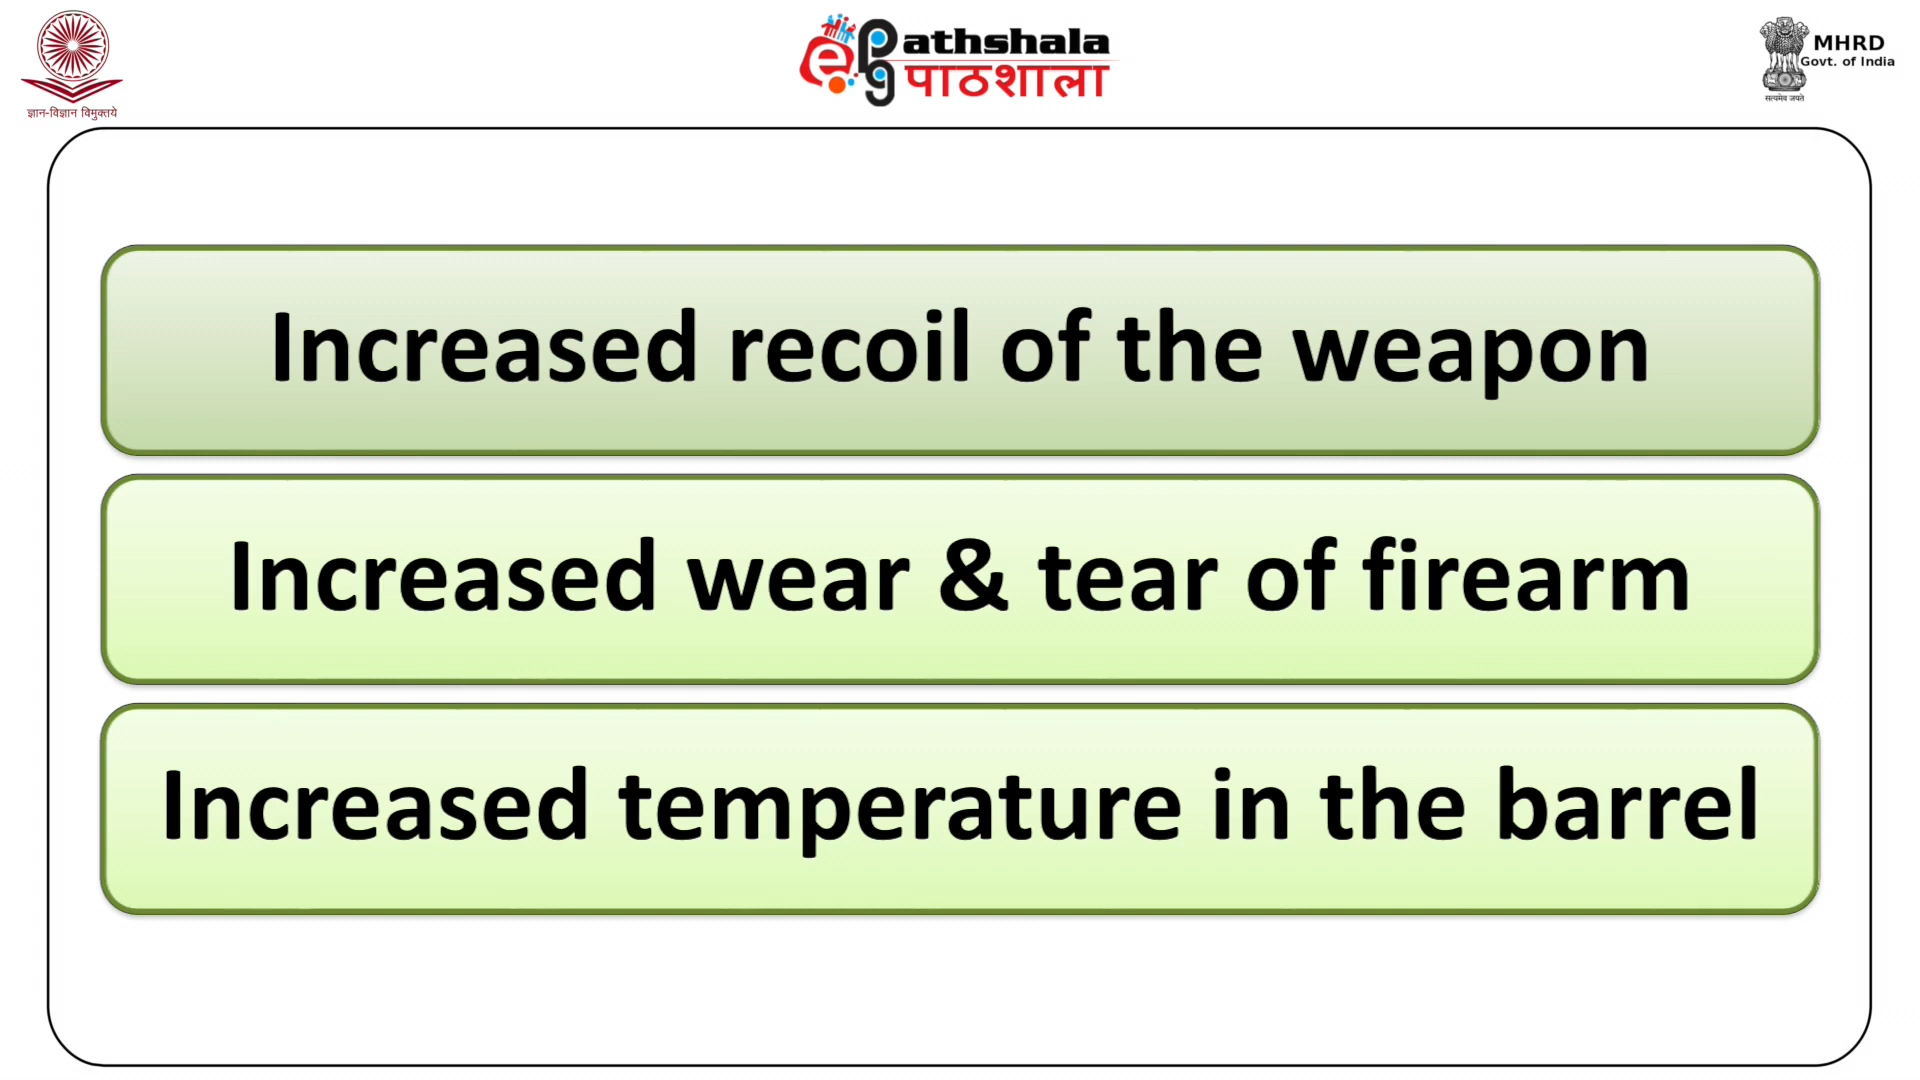 ज्ञान-विज्ञान विमुक्तये
ePG athshala
पाठशाला
MHRD
Govt. of India
सत्यमेव जयते
Increased recoil of the weapon
Increased wear & tear of firearm
Increased temperature in the barrel